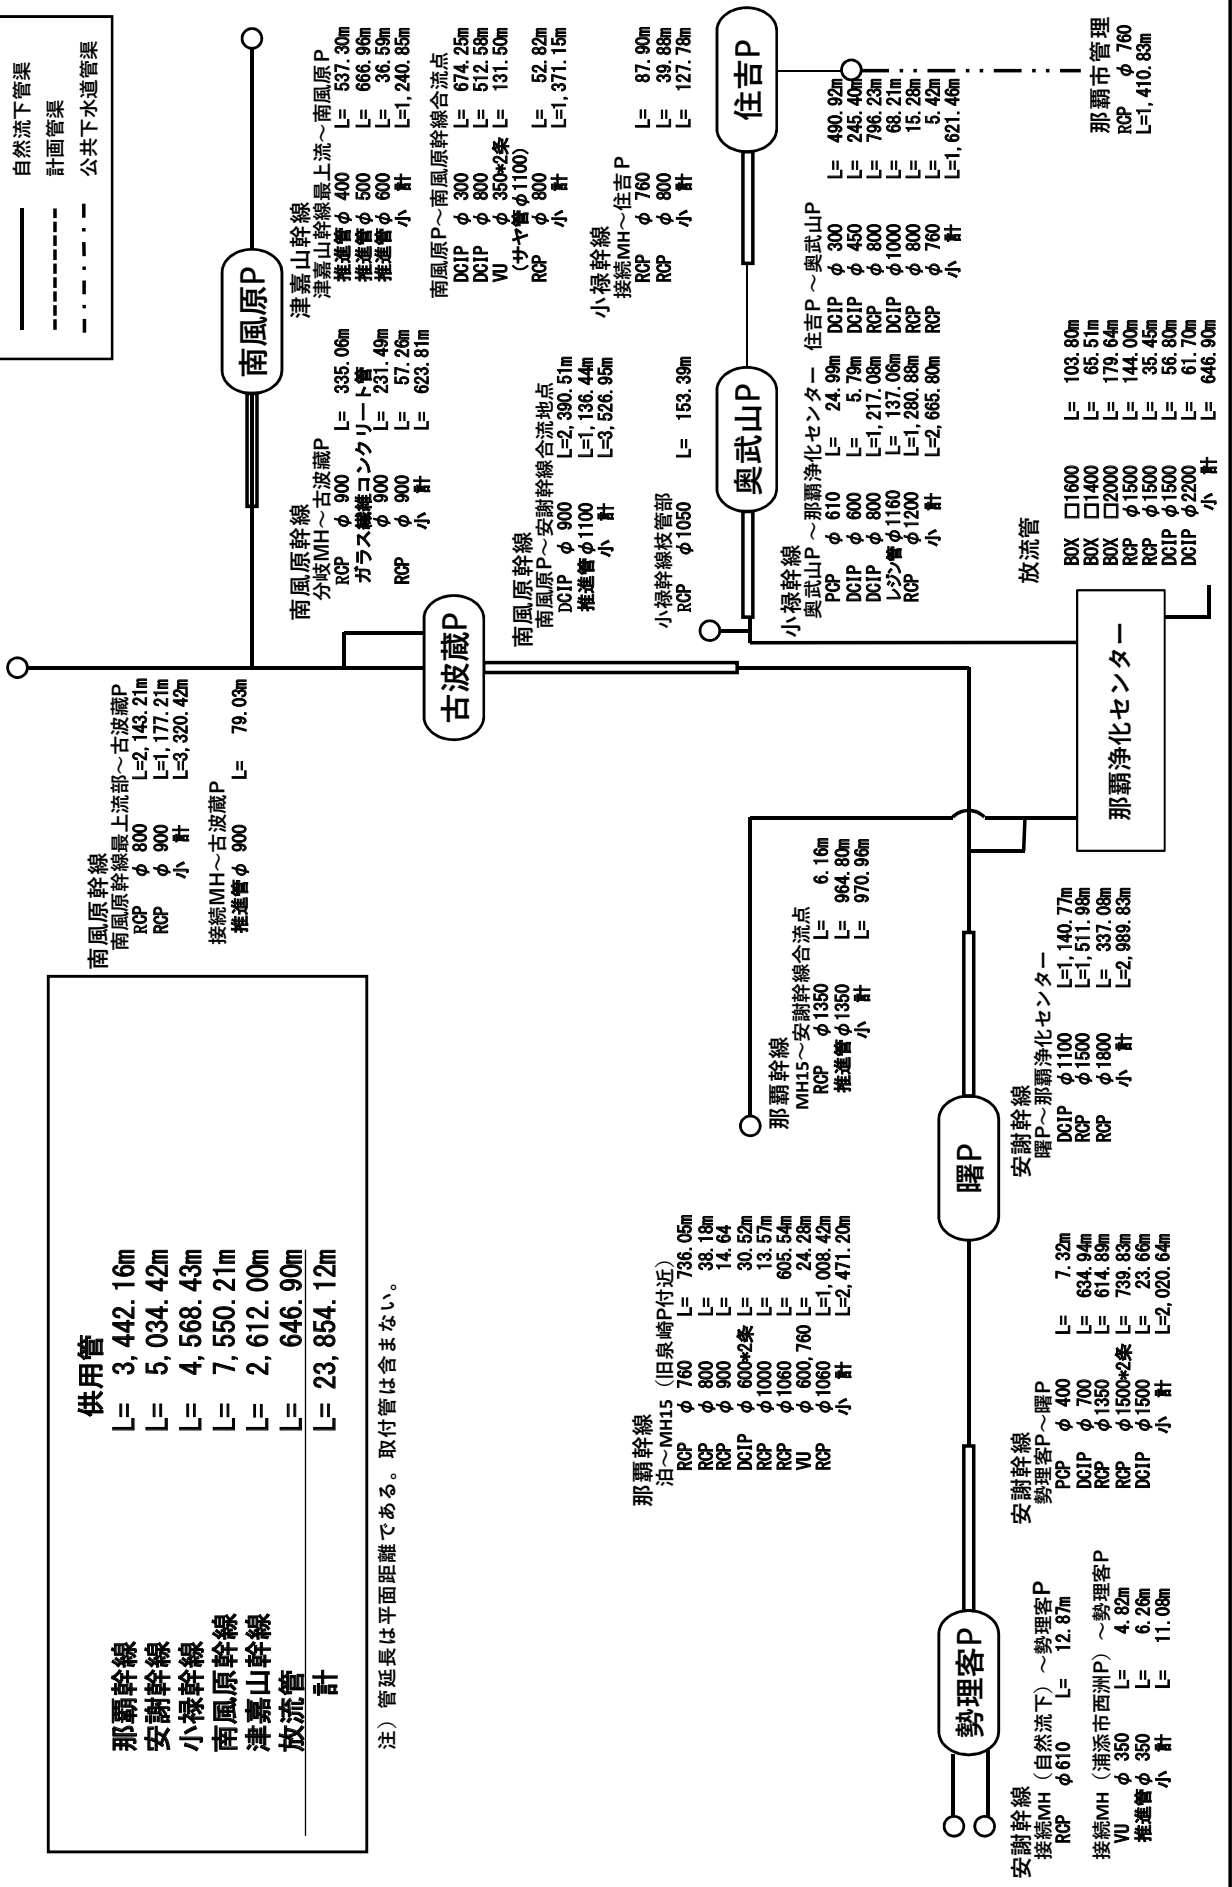 供用管
那覇幹線 L= 3,442.16m
安謝幹線 L= 5,034.42m
小禄幹線 L= 4,568.43m
南風原幹線 L= 7,550.21m
津嘉山幹線 L= 2,612.00m
放流管 L= 646.90m
計 L= 23,854.12m
注）管延長は平面距離である。取付管は含まない。
自然流下管渠
計画管渠
公共下水道管渠
南風原幹線
南風原幹線最上流部～古波蔵P
RCP φ 800 L=2,143.21m
RCP φ 900 L=1,177.21m
小 計 L=3,320.42m
接続MH～古波蔵P
推進管φ 900 L= 79.03m
南風原P
津嘉山幹線
津嘉山幹線最上流～南風原P
推進管φ 400 L= 537.30m
推進管φ 500 L= 666.96m
推進管φ 600 L= 36.59m
小 計 L=1,240.85m
南風原P～南風原幹線合流点
DCIP φ 300 L= 674.25m
DCIP φ 800 L= 512.58m
VU φ 350*2条 L= 131.50m
(サヤ管φ1100)
RCP φ 800 L= 52.82m
小 計 L=1,371.15m
南風原幹線
分岐MH～古波蔵P
RCP φ 900 L= 335.06m
ガラス繊維コンクリート管
φ 900 L= 231.49m
RCP φ 900 L= 57.26m
小 計 L= 623.81m
古波蔵P
南風原幹線
南風原P～安謝幹線合流地点
DCIP φ 900 L=2,390.51m
推進管φ1100 L=1,136.44m
小 計 L=3,526.95m
小禄幹線
接続MH～住吉P
RCP φ 760 L= 87.90m
RCP φ 800 L= 39.88m
小 計 L= 127.78m
小禄幹線枝管部
RCP φ1050 L= 153.39m
住吉P
奥武山P
小禄幹線
奥武山P ～那覇浄化センター
PCP φ 610 L= 24.99m
DCIP φ 600 L= 5.79m
DCIP φ 800 L=1,217.08m
レジン管φ1160 L= 137.06m
RCP φ1200 L=1,280.88m
小 計 L=2,665.80m
住吉P ～奥武山P
DCIP φ 300 L= 490.92m
DCIP φ 450 L= 245.40m
RCP φ 800 L= 796.23m
DCIP φ1000 L= 68.21m
RCP φ 800 L= 15.28m
RCP φ 760 L= 5.42m
小 計 L=1,621.46m
那覇市管理
RCP φ 760
L=1,410.83m
放流管
BOX □1600 L= 103.80m
BOX □1400 L= 65.51m
BOX □2000 L= 179.64m
RCP φ1500 L= 144.00m
RCP φ1500 L= 35.45m
DCIP φ1500 L= 56.80m
DCIP φ2200 L= 61.70m
小 計 L= 646.90m
那覇浄化センター
那覇幹線
MH15～安謝幹線合流点
RCP φ1350 L= 6.16m
推進管φ1350 L= 964.80m
小 計 L= 970.96m
那覇幹線
泊～MH15（旧泉崎P付近）
RCP φ 760 L= 736.05m
RCP φ 800 L= 38.18m
RCP φ 900 L= 14.64
DCIP φ 600*2条 L= 30.52m
RCP φ1000 L= 13.57m
RCP φ1060 L= 605.54m
VU φ 600,760 L= 24.28m
RCP φ1060 L=1,008.42m
小 計 L=2,471.20m
曙P
安謝幹線
曙P～那覇浄化センター
DCIP φ1100 L=1,140.77m
RCP φ1500 L=1,511.98m
RCP φ1800 L= 337.08m
小 計 L=2,989.83m
安謝幹線
勢理客P～曙P
PCP φ 400 L= 7.32m
DCIP φ 700 L= 634.94m
RCP φ1350 L= 614.89m
RCP φ1500*2条 L= 739.83m
DCIP φ1500 L= 23.66m
小 計 L=2,020.64m
勢理客P
安謝幹線
接続MH（自然流下）～勢理客P
RCP φ610 L= 12.87m
接続MH（浦添市西洲P）～勢理客P
VU φ 350 L= 4.82m
推進管φ 350 L= 6.26m
小 計 L= 11.08m